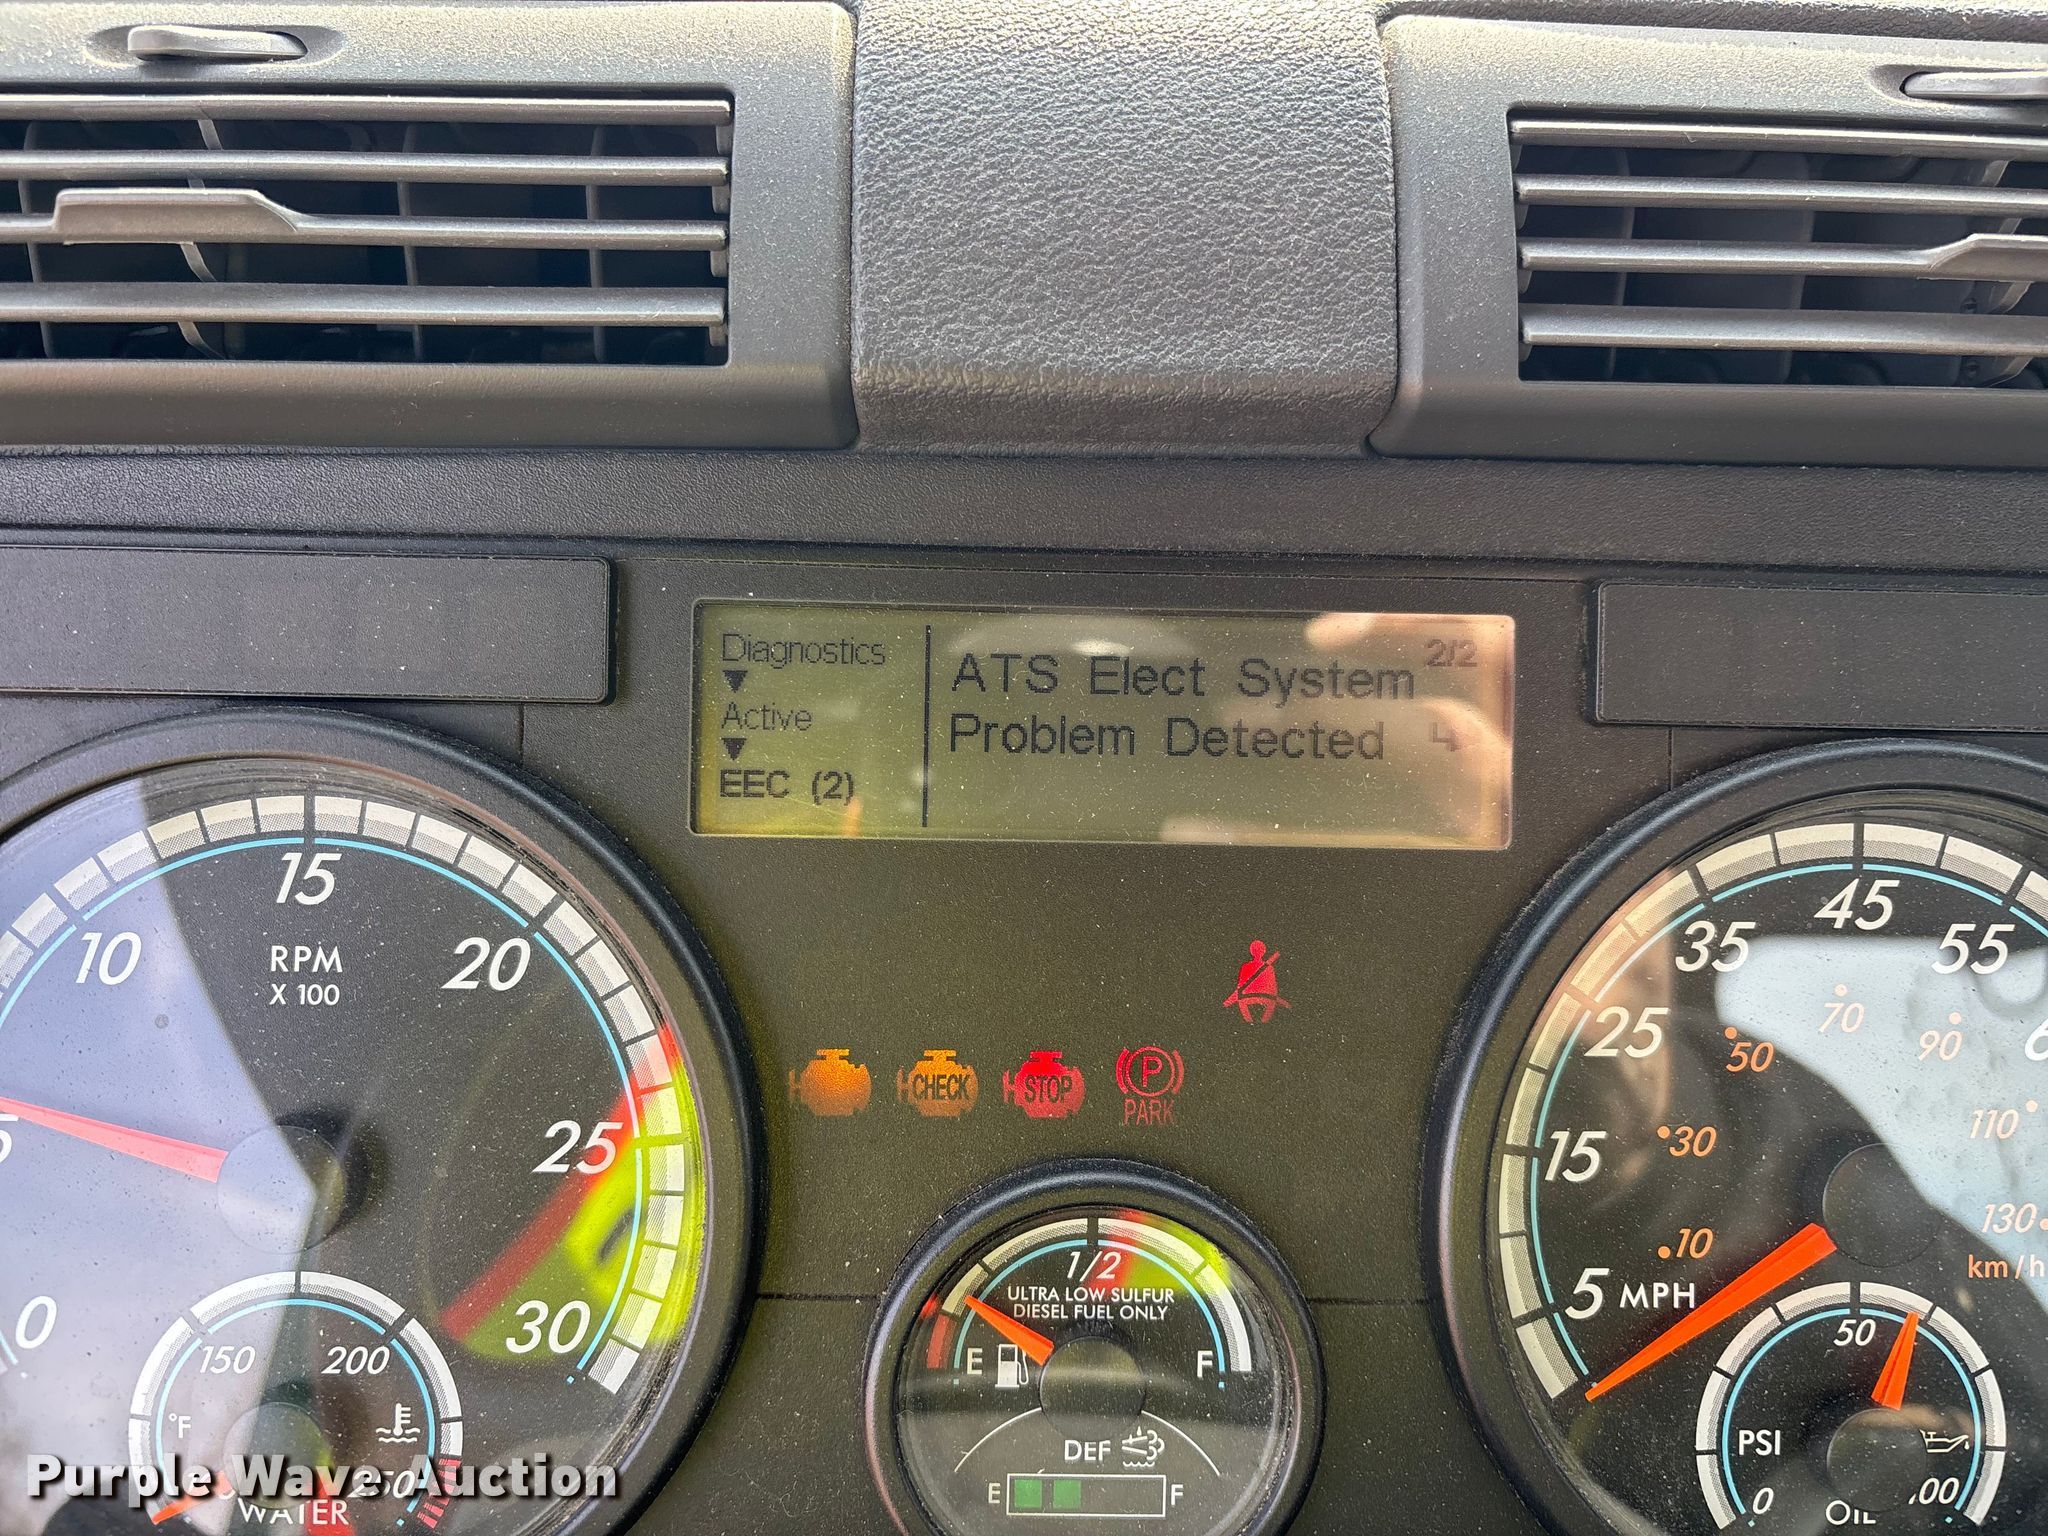 Diagnostics
Active
EEC (2)
2/2
ATS Elect System
Problem Detected
CHECK
STOP
P
PARK
0
10
15
20
25
30
RPM
X 100
150
200
250
°F
WATER
1/2
ULTRA LOW SULFUR
DIESEL FUEL ONLY
E
F
DEF
E
F
5
15
25
35
45
55
MPH
10
30
50
70
90
110
130
km/h
0
50
PSI
OIL
Purple Wave Auction